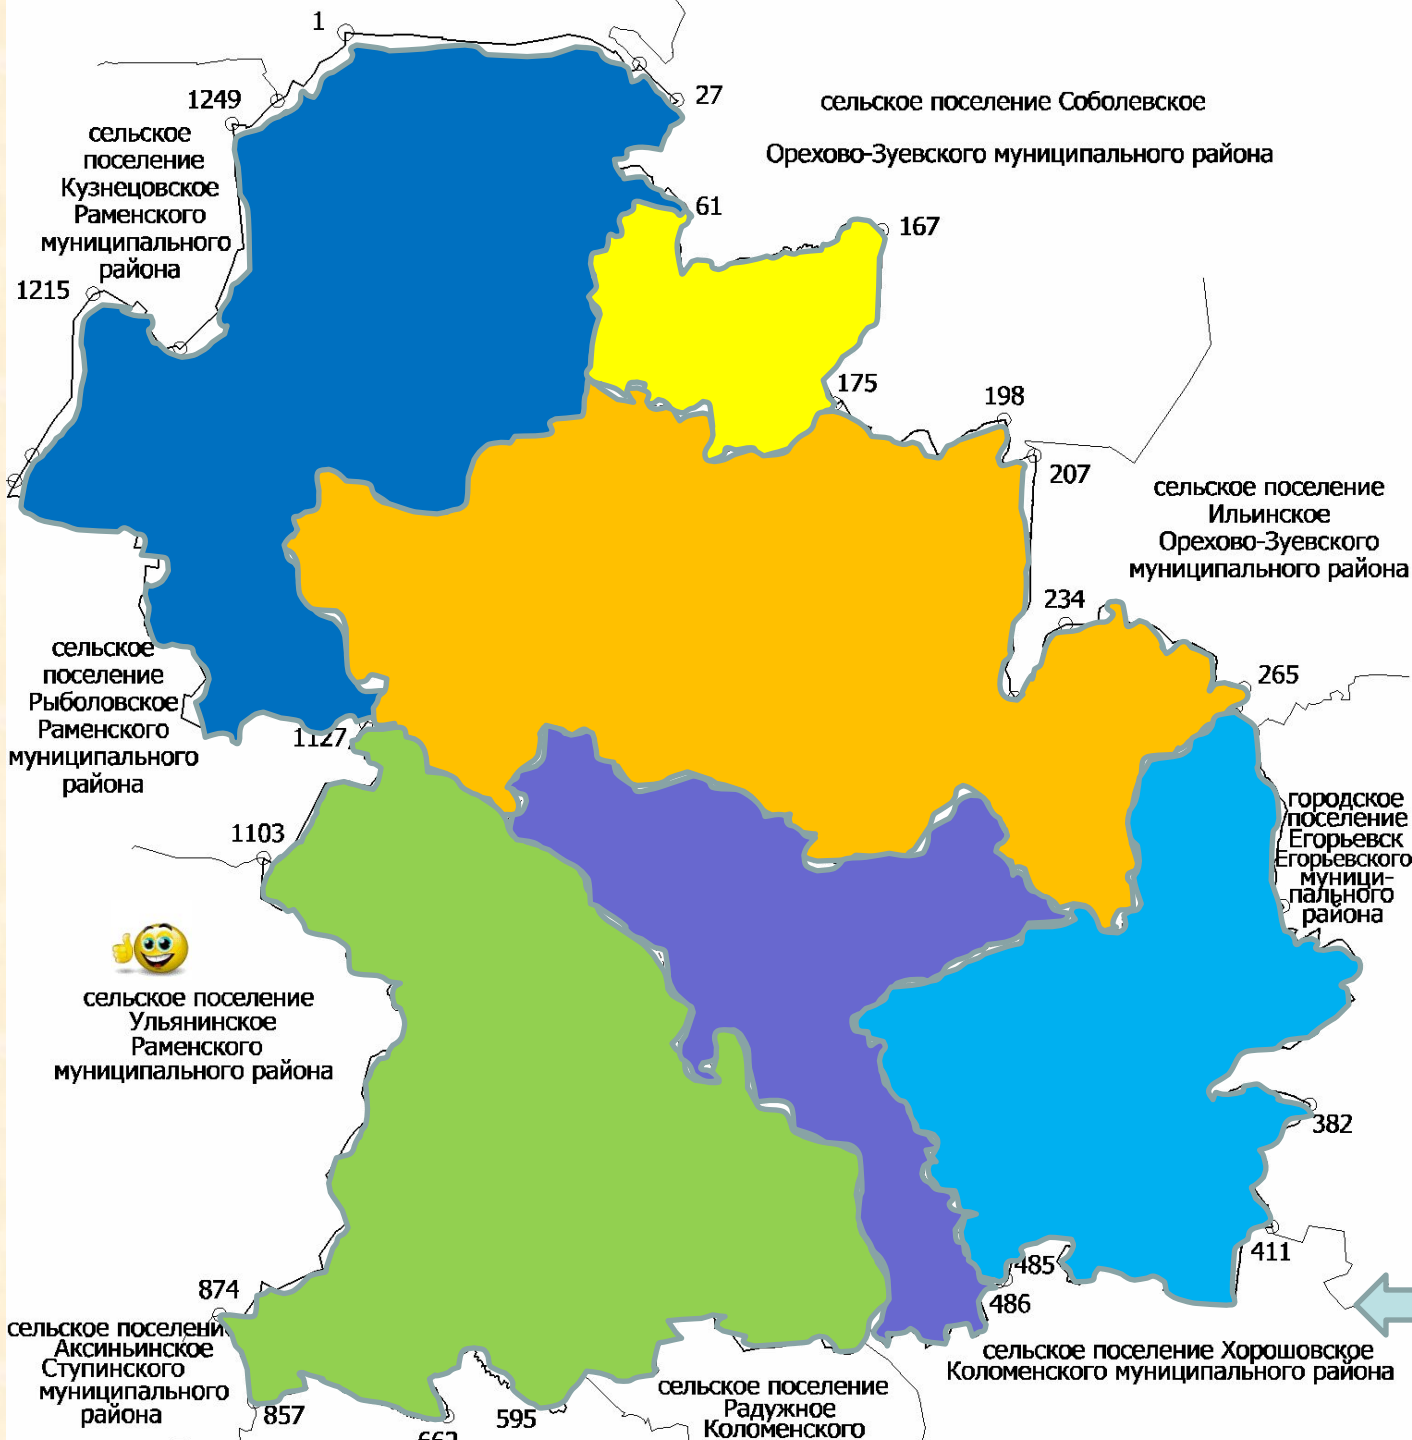 1
27
1249
сельское поселение Соболевское
Орехово-Зуевского муниципального района
сельское
поселение
Кузнецовское
Раменского
муниципального
района
61
167
1215
175
198
207
сельское поселение
Ильинское
Орехово-Зуевского
муниципального района
234
265
сельское
поселение
Рыболовское
Раменского
муниципального
района
1127
городское
поселение
Егорьевск
Егорьевского
муници-
пального
района
1103
сельское поселение
Ульянинское
Раменского
муниципального района
382
411
485
486
874
сельское поселени
Аксиньинское
Ступинского
муниципального
района
сельское поселение Хорошовское
Коломенского муниципального района
857
595
662
сельское поселение
Радужное
Коломенского